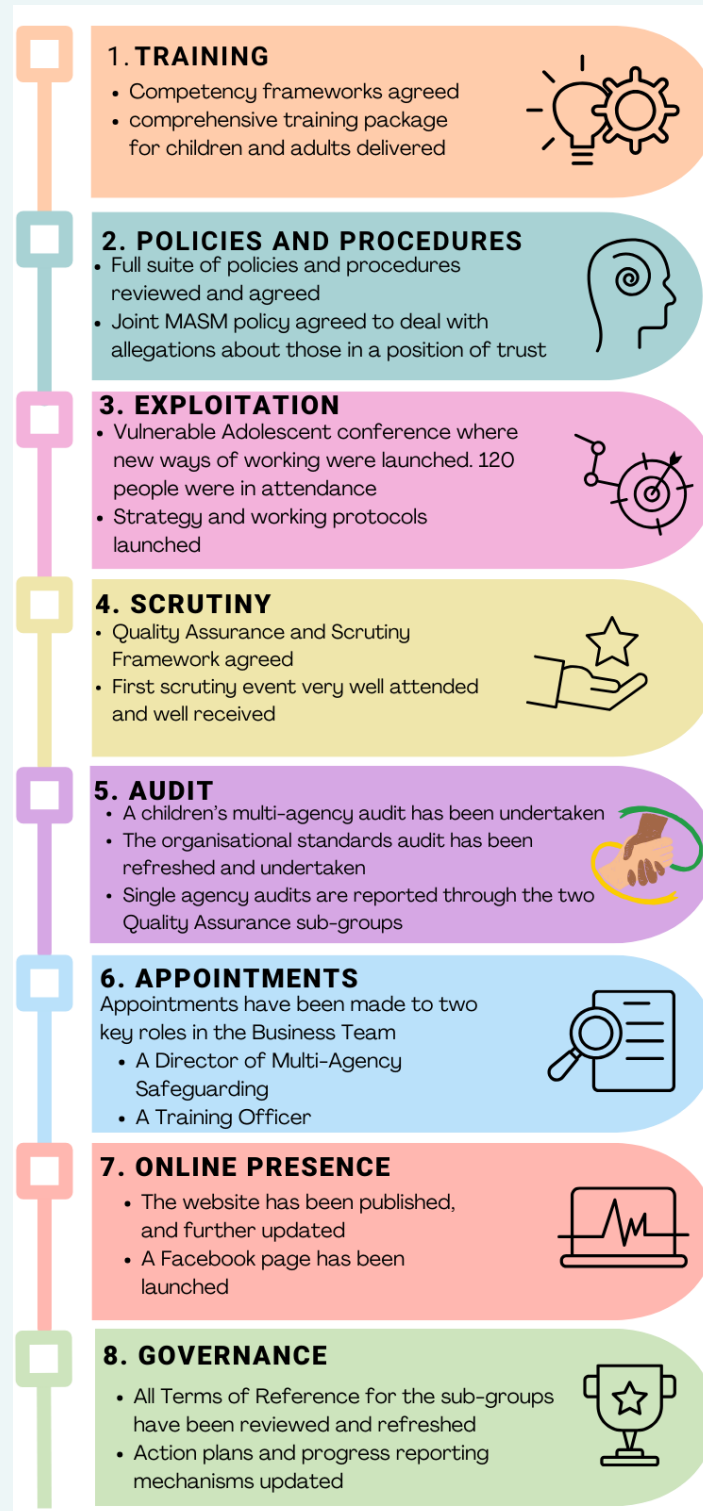 1. TRAINING
• Competency frameworks agreed
• comprehensive training package
for children and adults delivered
2. POLICIES AND PROCEDURES
• Full suite of policies and procedures
reviewed and agreed
• Joint MASM policy agreed to deal with
allegations about those in a position of trust
3. EXPLOITATION
• Vulnerable Adolescent conference where
new ways of working were launched. 120
people were in attendance
• Strategy and working protocols
launched
4. SCRUTINY
• Quality Assurance and Scrutiny
Framework agreed
• First scrutiny event very well attended
and well received
5. AUDIT
• A children's multi-agency audit has been undertaken
• The organisational standards audit has been
refreshed and undertaken
• Single agency audits are reported through the two
Quality Assurance sub-groups
6. APPOINTMENTS
Appointments have been made to two
key roles in the Business Team
• A Director of Multi-Agency
Safeguarding
• A Training Officer
7. ONLINE PRESENCE
• The website has been published,
and further updated
• A Facebook page has been
launched
8. GOVERNANCE
• All Terms of Reference for the sub-groups
have been reviewed and refreshed
• Action plans and progress reporting
mechanisms updated